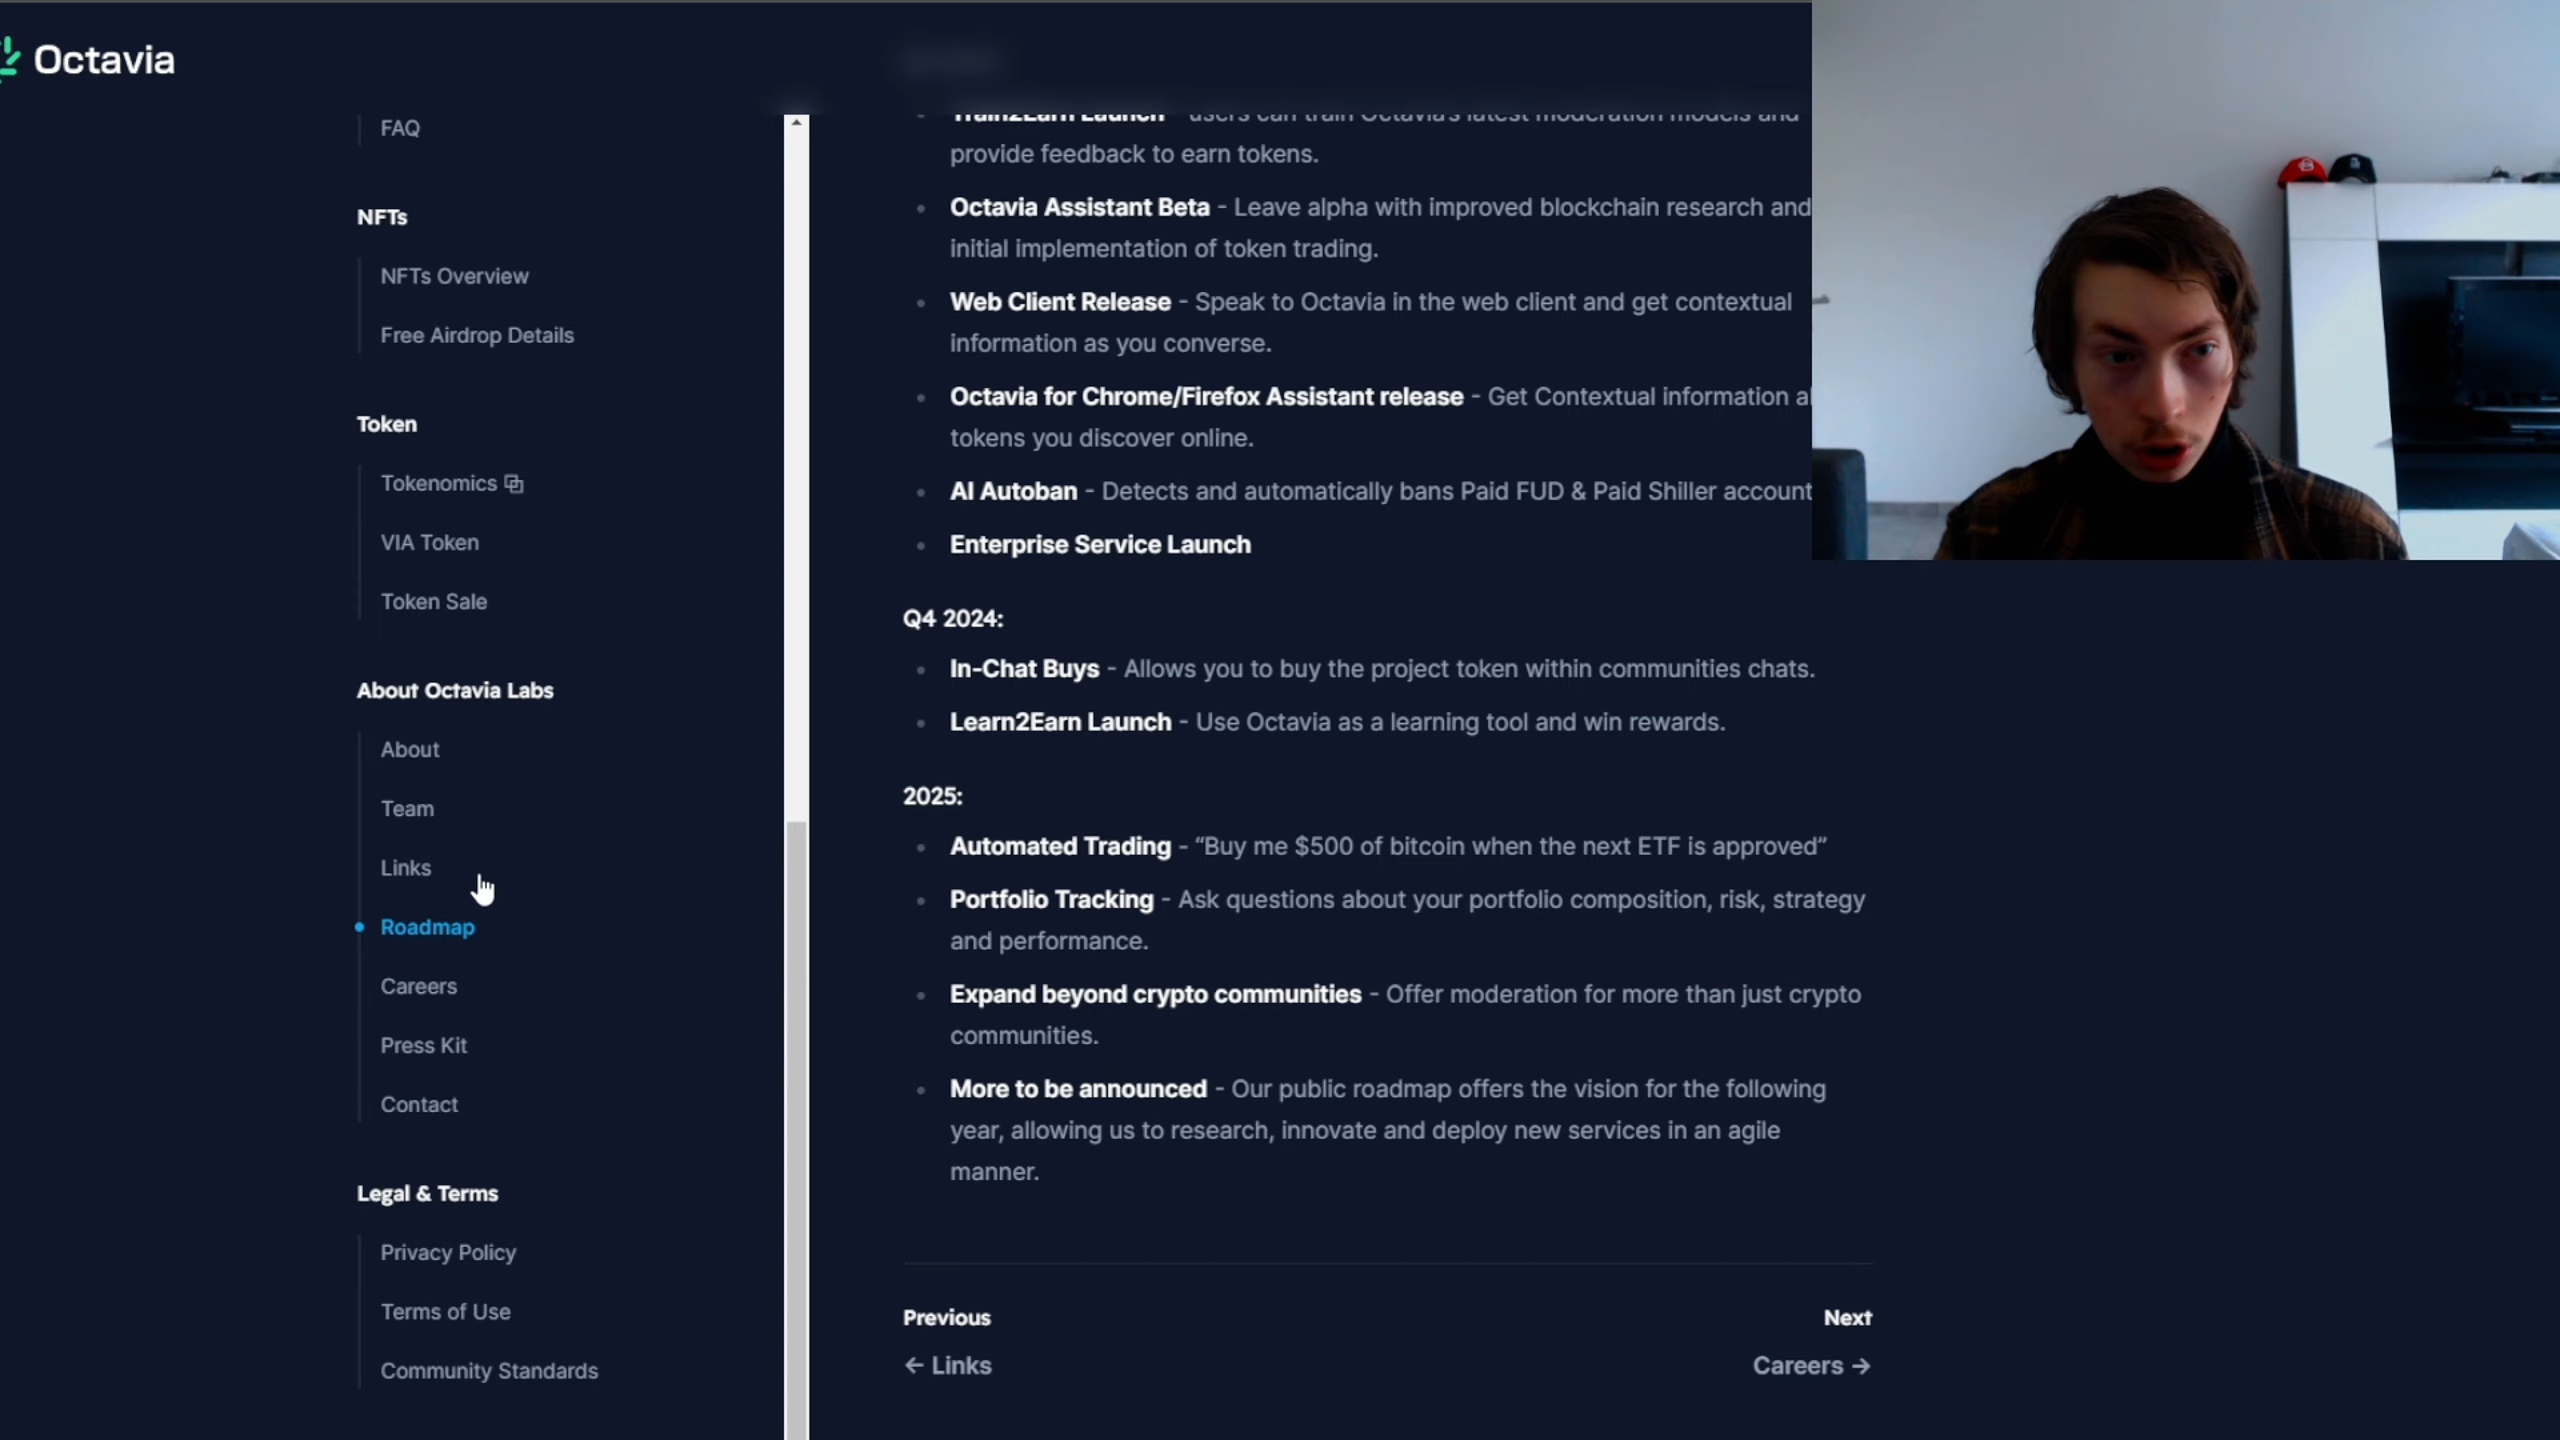 Octavia
FAQ
NFTs
NFTs Overview
Free Airdrop Details
Token
Tokenomics
VIA Token
Token Sale
About Octavia Labs
About
Team
Links
Roadmap
Careers
Press Kit
Contact
Legal & Terms
Privacy Policy
Terms of Use
Community Standards
Train2Earn Launch - users can train Octavia's latest moderation models and
provide feedback to earn tokens.
Octavia Assistant Beta - Leave alpha with improved blockchain research and
initial implementation of token trading.
Web Client Release - Speak to Octavia in the web client and get contextual
information as you converse.
Octavia for Chrome/Firefox Assistant release - Get Contextual information
tokens you discover online.
AI Autoban - Detects and automatically bans Paid FUD & Paid Shiller account
Enterprise Service Launch
Q4 2024:
In-Chat Buys - Allows you to buy the project token within communities chats.
Learn2Earn Launch - Use Octavia as a learning tool and win rewards.
2025:
Automated Trading - “Buy me $500 of bitcoin when the next ETF is approved”
Portfolio Tracking - Ask questions about your portfolio composition, risk, strategy
and performance.
Expand beyond crypto communities - Offer moderation for more than just crypto
communities.
More to be announced - Our public roadmap offers the vision for the following
year, allowing us to research, innovate and deploy new services in an agile
manner.
Previous
Next
← Links
Careers →